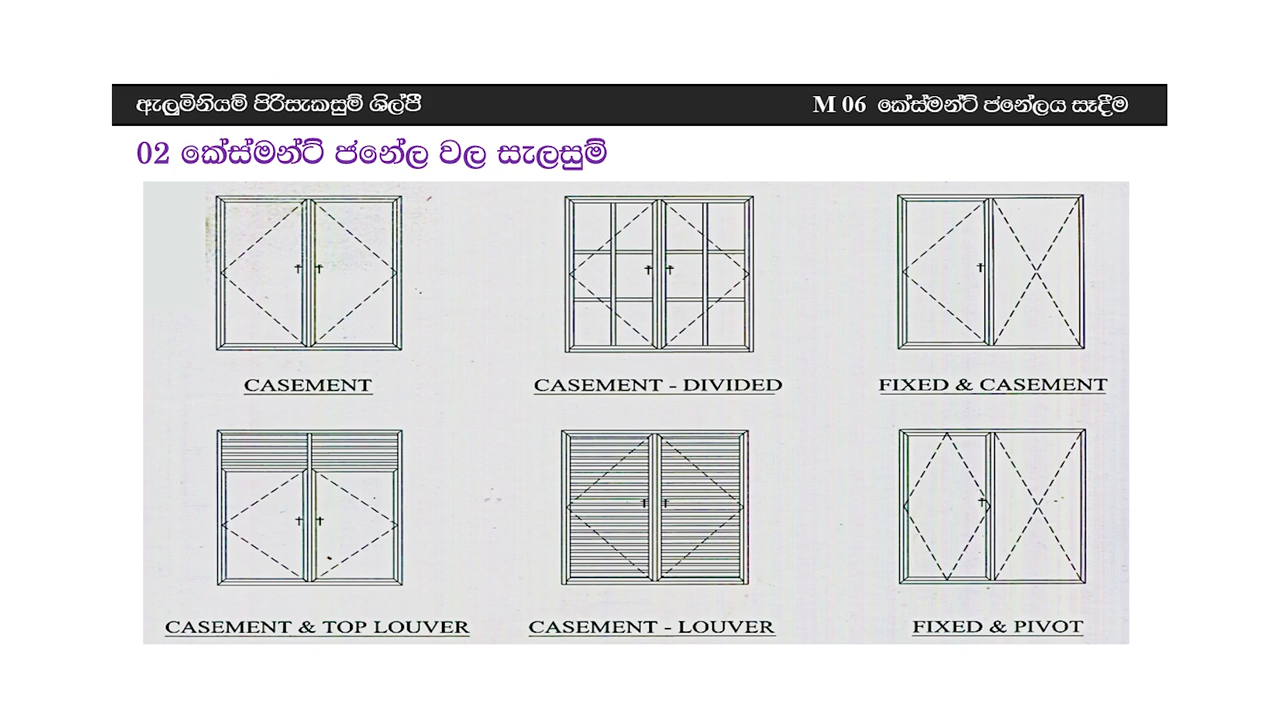 ඇලුමිනියම් පිරිසැකසුම් ශිල්පී
M 06 කේස්මන්ට් ජනේලය සෑදීම
02 කේස්මන්ට් ජනේල වල සැලසුම්
CASEMENT
CASEMENT - DIVIDED
FIXED & CASEMENT
CASEMENT & TOP LOUVER
CASEMENT - LOUVER
FIXED & PIVOT